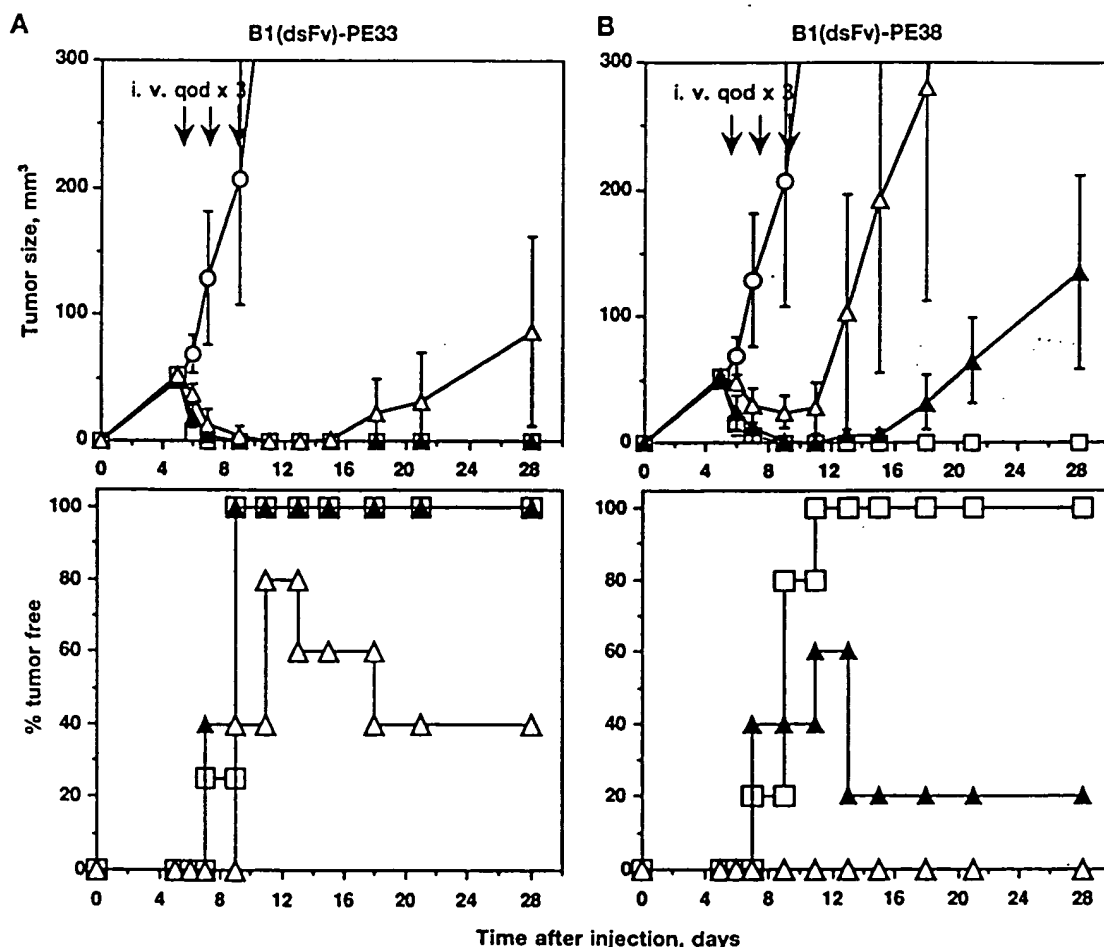 A
B1(dsFv)-PE33
B
B1(dsFv)-PE38
300
200
100
0
Tumor size, mm³
i. v. qod x 3
0 4 8 12 16 20 24 28
300
200
100
0
i. v. qod x 3
0 4 8 12 16 20 24 28
100
80
60
40
20
0
% tumor free
0 4 8 12 16 20 24 28
100
80
60
40
20
0
0 4 8 12 16 20 24 28
Time after injection, days